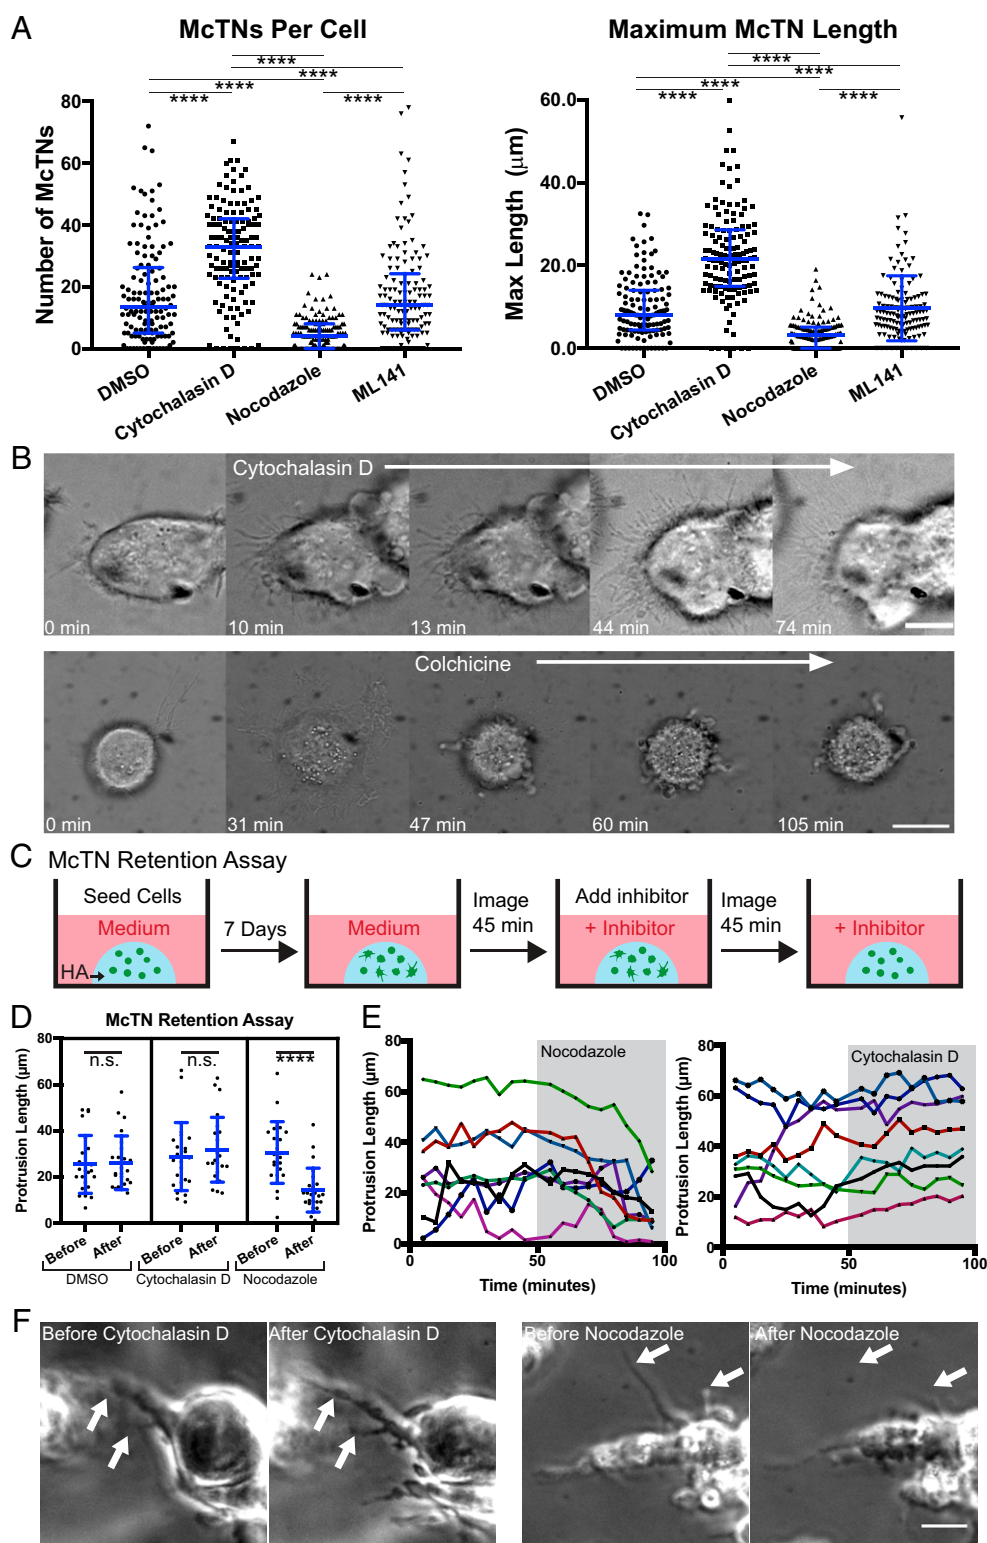 A
McTNs Per Cell
Maximum McTN Length
****
****
****
****
****
****
****
****
****
****
Number of McTNs
80
60
40
20
0
DMSO
Cytochalasin D
Nocodazole
ML141
Max Length (μm)
60.0
40.0
20.0
0.0
DMSO
Cytochalasin D
Nocodazole
ML141
B
Cytochalasin D
0 min
10 min
13 min
44 min
74 min
Colchicine
0 min
31 min
47 min
60 min
105 min
C
McTN Retention Assay
Seed Cells
Medium
HA
7 Days
Medium
Image
45 min
Add inhibitor
+ Inhibitor
Image
45 min
+ Inhibitor
D
McTN Retention Assay
Protrusion Length (μm)
80
60
40
20
0
n.s.
n.s.
****
Before
After
Before
After
Before
After
DMSO
Cytochalasin D
Nocodazole
E
Protrusion Length (μm)
80
60
40
20
0
Nocodazole
0
50
100
Time (minutes)
Protrusion Length (μm)
80
60
40
20
0
Cytochalasin D
0
50
100
Time (minutes)
F
Before Cytochalasin D
After Cytochalasin D
Before Nocodazole
After Nocodazole